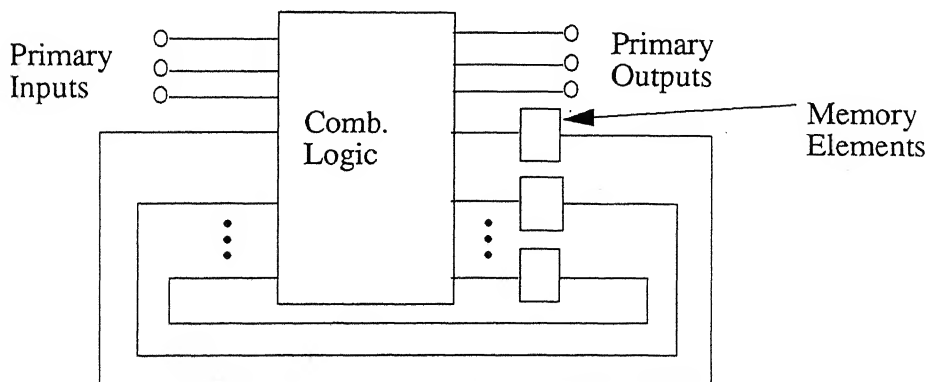 Primary
Inputs
Comb.
Logic
Primary
Outputs
Memory
Elements